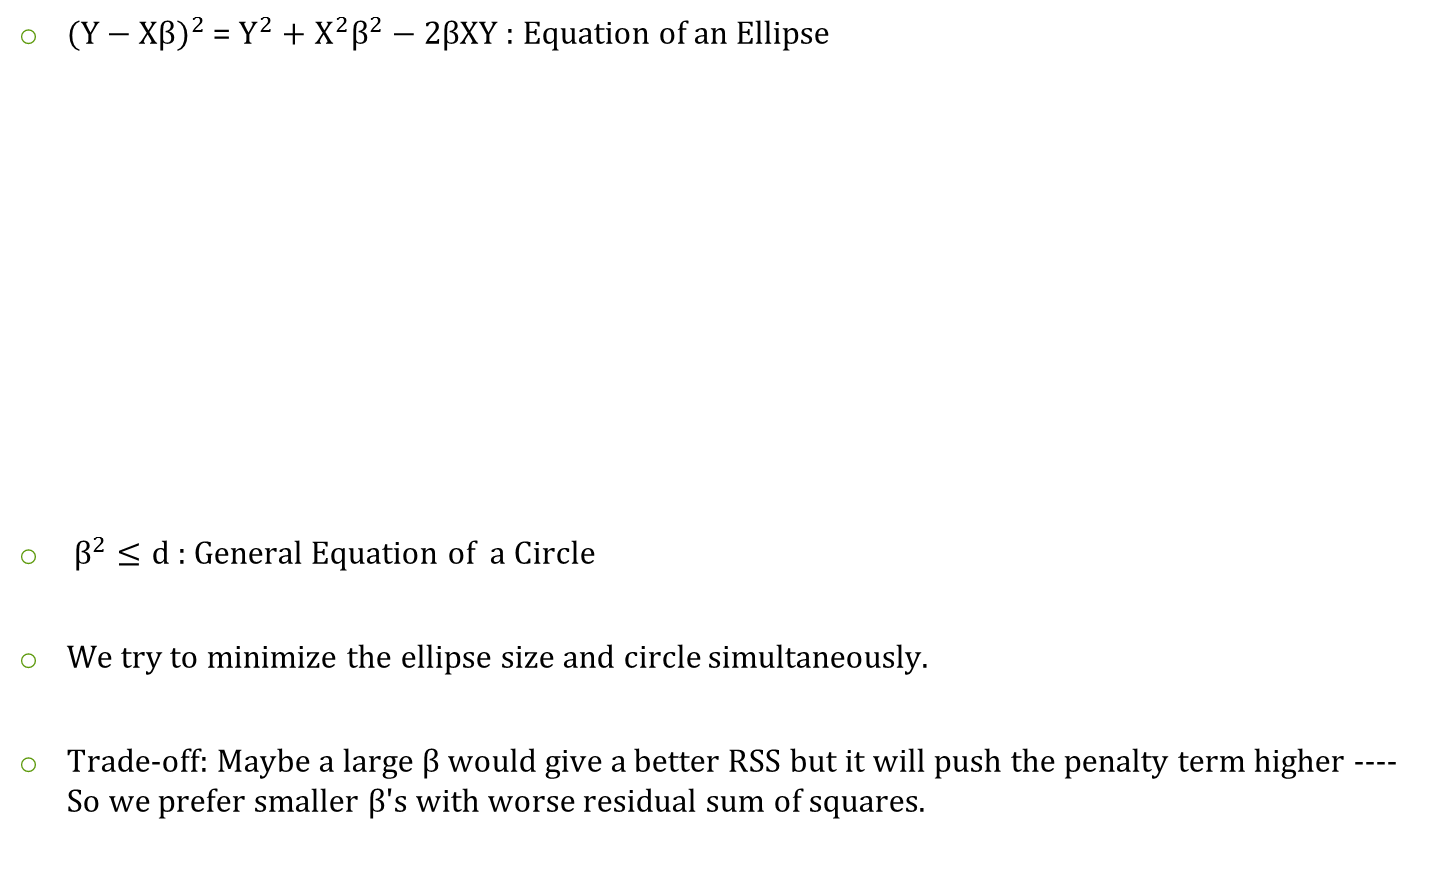 ○ (Y – Xβ)² = Y² + X²β² – 2βXY : Equation of an Ellipse
○ β² ≤ d : General Equation of a Circle
○ We try to minimize the ellipse size and circle simultaneously.
○ Trade-off: Maybe a large β would give a better RSS but it will push the penalty term higher ----
So we prefer smaller β's with worse residual sum of squares.